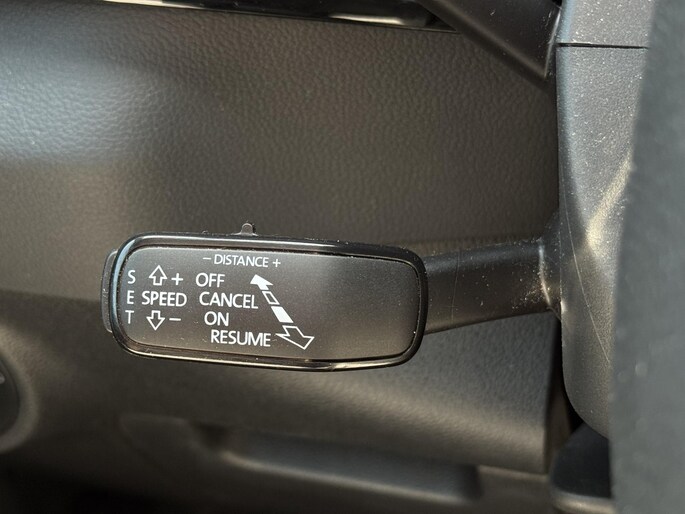 − DISTANCE +
S + OFF
E SPEED CANCEL
T − ON
RESUME